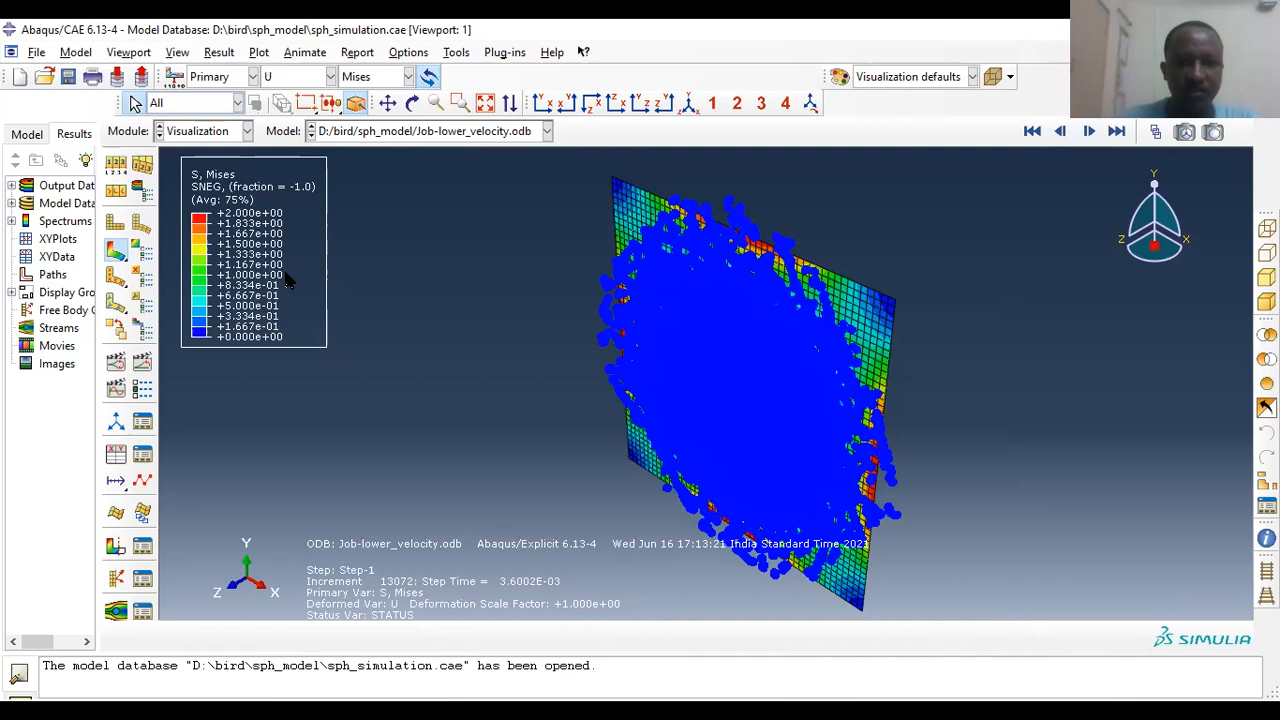 Abaqus/CAE 6.13-4 - Model Database: D:\bird\sph_model\sph_simulation.cae [Viewport: 1]
File Model Viewport View Result Plot Animate Report Options Tools Plug-ins Help
Primary U Mises Visualization defaults
All 1 2 3 4
Model Results Module: Visualization Model: D:/bird/sph_model/Job-lower_velocity.odb
Output Dat
Model Data
Spectrums
XYPlots
XYData
Paths
Display Gro
Free Body C
Streams
Movies
Images
S, Mises
SNEG, (fraction = -1.0)
(Avg: 75%)
+2.000e+00
+1.833e+00
+1.667e+00
+1.500e+00
+1.333e+00
+1.167e+00
+1.000e+00
+8.334e-01
+6.667e-01
+5.000e-01
+3.334e-01
+1.667e-01
+0.000e+00
Y
Z X
ODB: Job-lower_velocity.odb Abaqus/Explicit 6.13-4 Wed Jun 16 17:13:21 India Standard Time 2021
Y
Z X
Step: Step-1
Increment 13072: Step Time = 3.6002E-03
Primary Var: S, Mises
Deformed Var: U Deformation Scale Factor: +1.000e+00
Status Var: STATUS
SIMULIA
The model database "D:\bird\sph_model\sph_simulation.cae" has been opened.